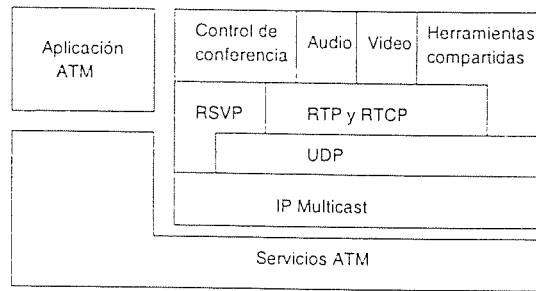 Aplicación
ATM
Control de
conferencia
Audio
Video
Herramientas
compartidas
RSVP
RTP y RTCP
UDP
IP Multicast
Servicios ATM